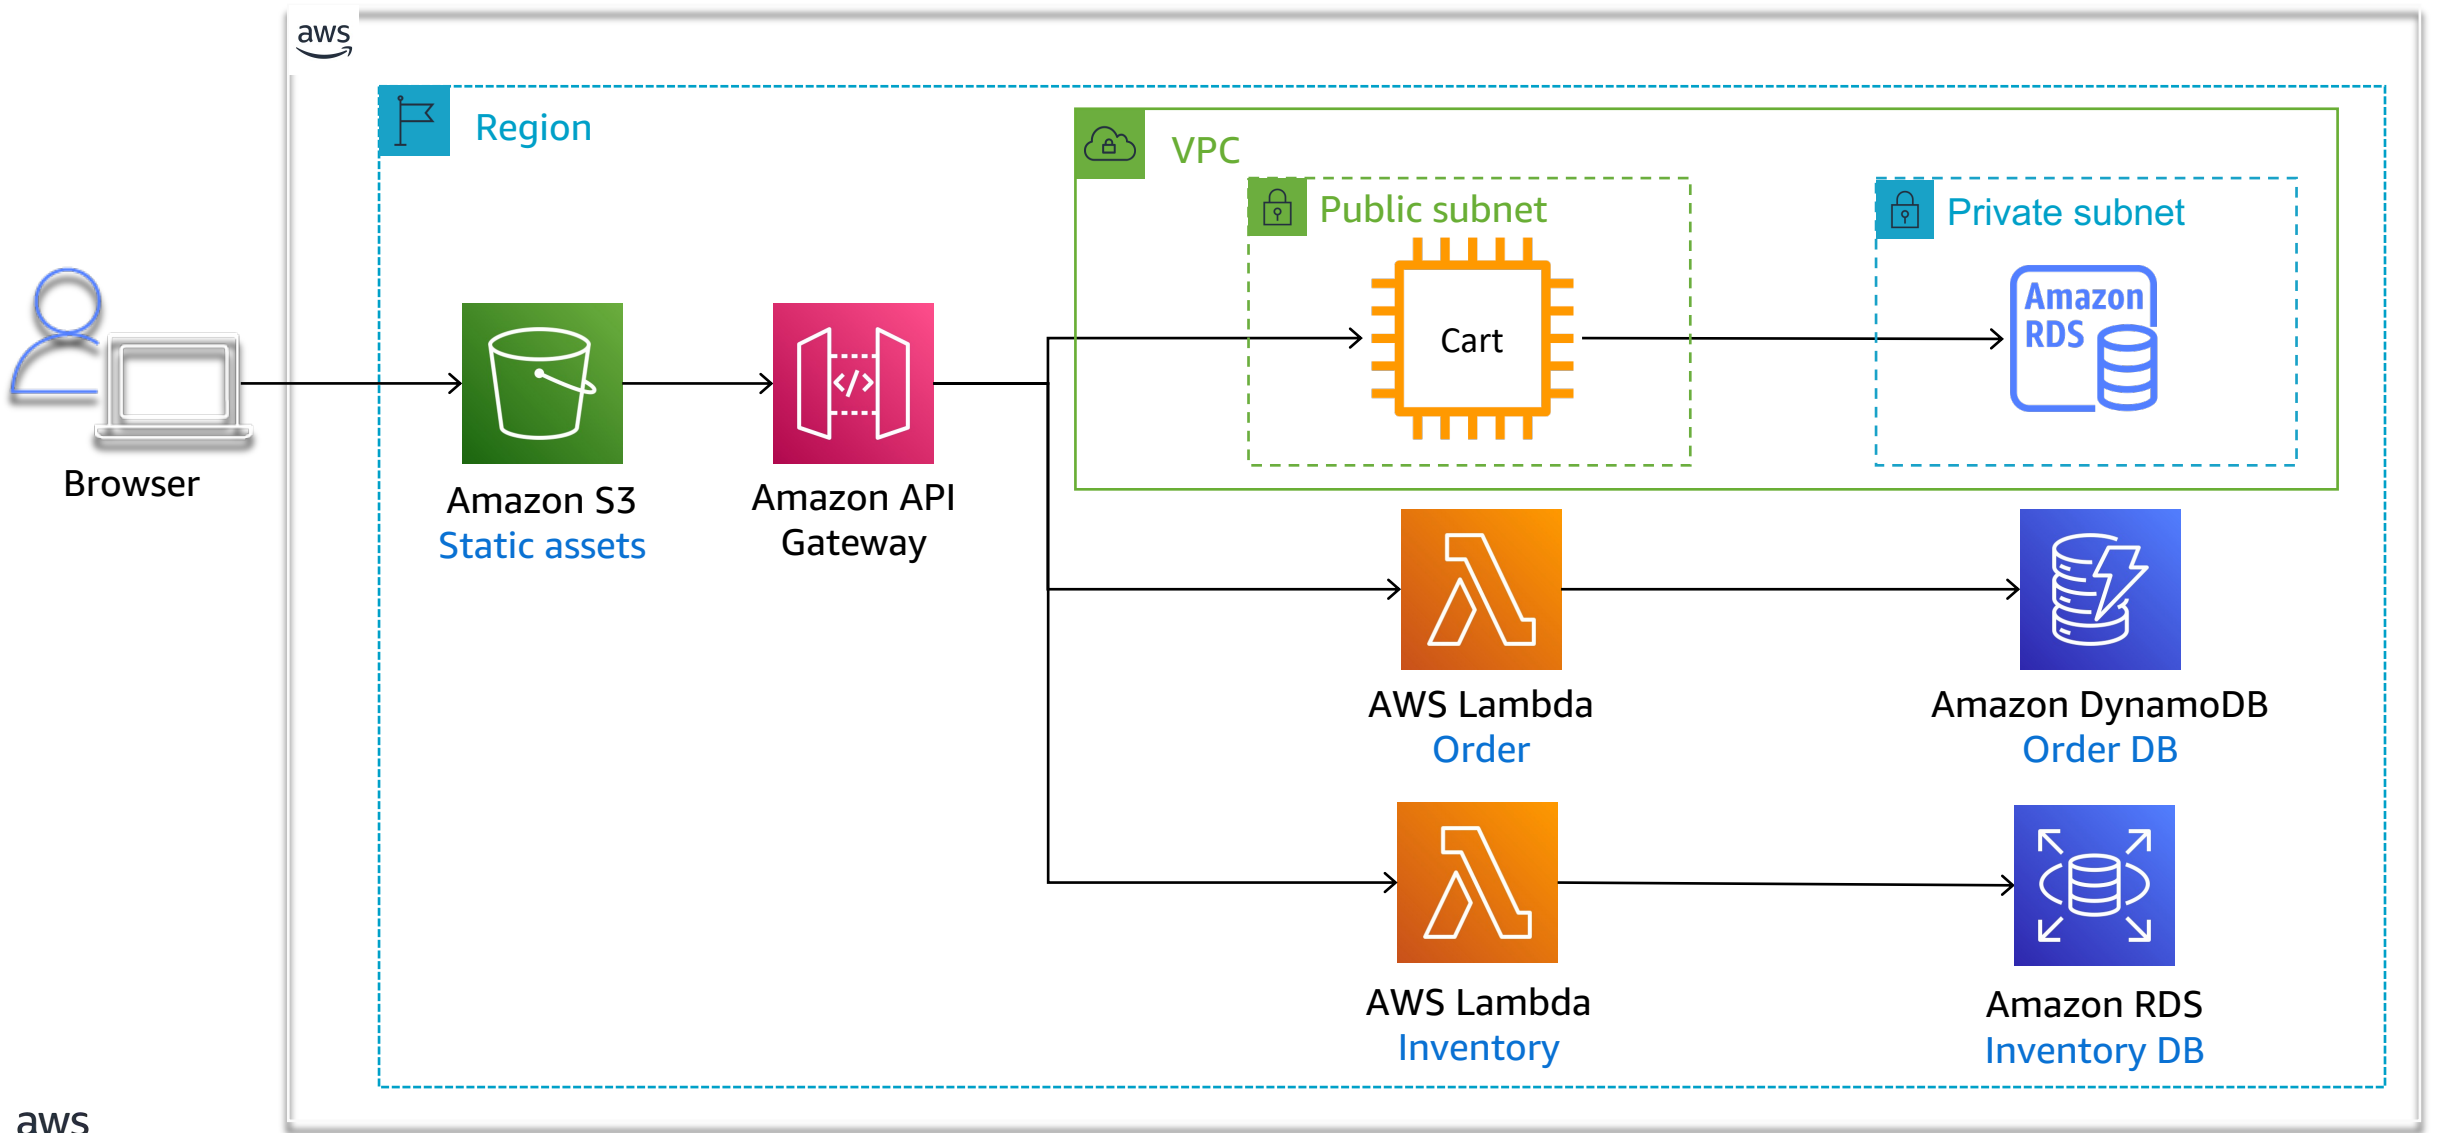 aws
Region
VPC
Public subnet
Private subnet
Cart
Amazon
RDS
</>
Browser
Amazon S3
Static assets
Amazon API
Gateway
AWS Lambda
Order
Amazon DynamoDB
Order DB
AWS Lambda
Inventory
Amazon RDS
Inventory DB
aws